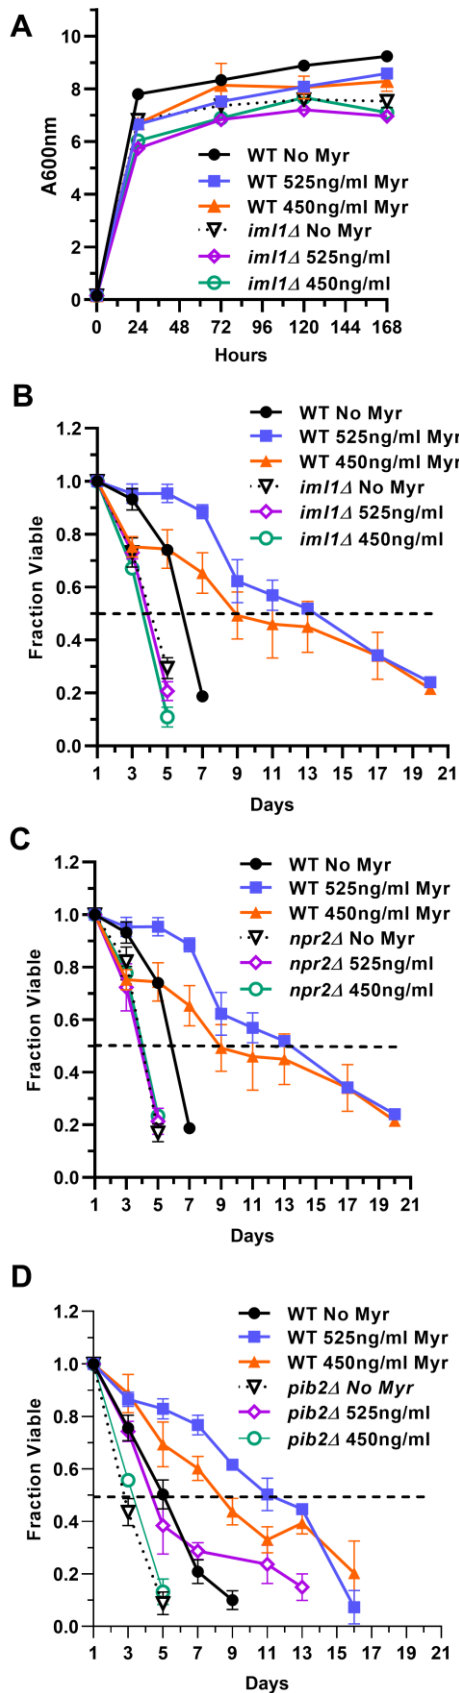 A
A600nm
10
8
6
4
2
0
WT No Myr
WT 525ng/ml Myr
WT 450ng/ml Myr
iml1Δ No Myr
iml1Δ 525ng/ml
iml1Δ 450ng/ml
0 24 48 72 96 120 144 168
Hours
B
WT No Myr
WT 525ng/ml Myr
WT 450ng/ml Myr
iml1Δ No Myr
iml1Δ 525ng/ml
iml1Δ 450ng/ml
Fraction Viable
1.2
1.0
0.8
0.6
0.4
0.2
0.0
1 3 5 7 9 11 13 15 17 19 21
Days
C
WT No Myr
WT 525ng/ml Myr
WT 450ng/ml Myr
npr2Δ No Myr
npr2Δ 525ng/ml
npr2Δ 450ng/ml
Fraction Viable
1.2
1.0
0.8
0.6
0.4
0.2
0.0
1 3 5 7 9 11 13 15 17 19 21
Days
D
WT No Myr
WT 525ng/ml Myr
WT 450ng/ml Myr
pib2Δ No Myr
pib2Δ 525ng/ml
pib2Δ 450ng/ml
Fraction Viable
1.2
1.0
0.8
0.6
0.4
0.2
0.0
1 3 5 7 9 11 13 15 17 19 21
Days